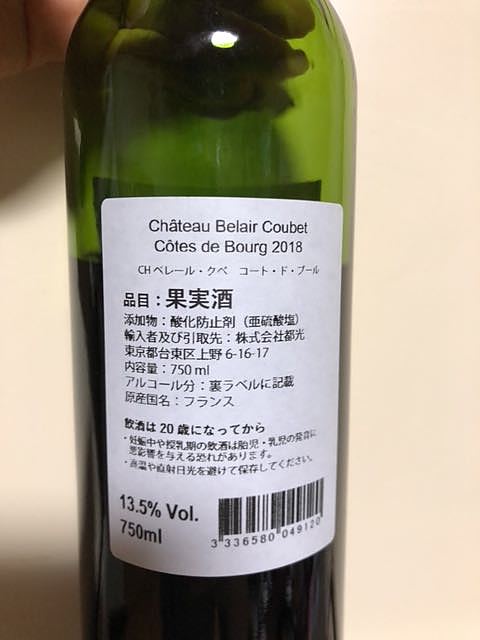 Château Belair Coubet
Côtes de Bourg 2018
CH ベレール・クベ　コート・ド・ブール
品目：果実酒
添加物：酸化防止剤（亜硫酸塩）
輸入者及び引取先：株式会社都光
東京都台東区上野 6-16-17
内容量：750 ml
アルコール分：裏ラベルに記載
原産国名：フランス
飲酒は 20 歳になってから
・妊娠中や授乳期の飲酒は胎児・乳児の発育に
悪影響を与える恐れがあります。
・高温や直射日光を避けて保存してください。
13.5% Vol.
750ml
3 336580 049120